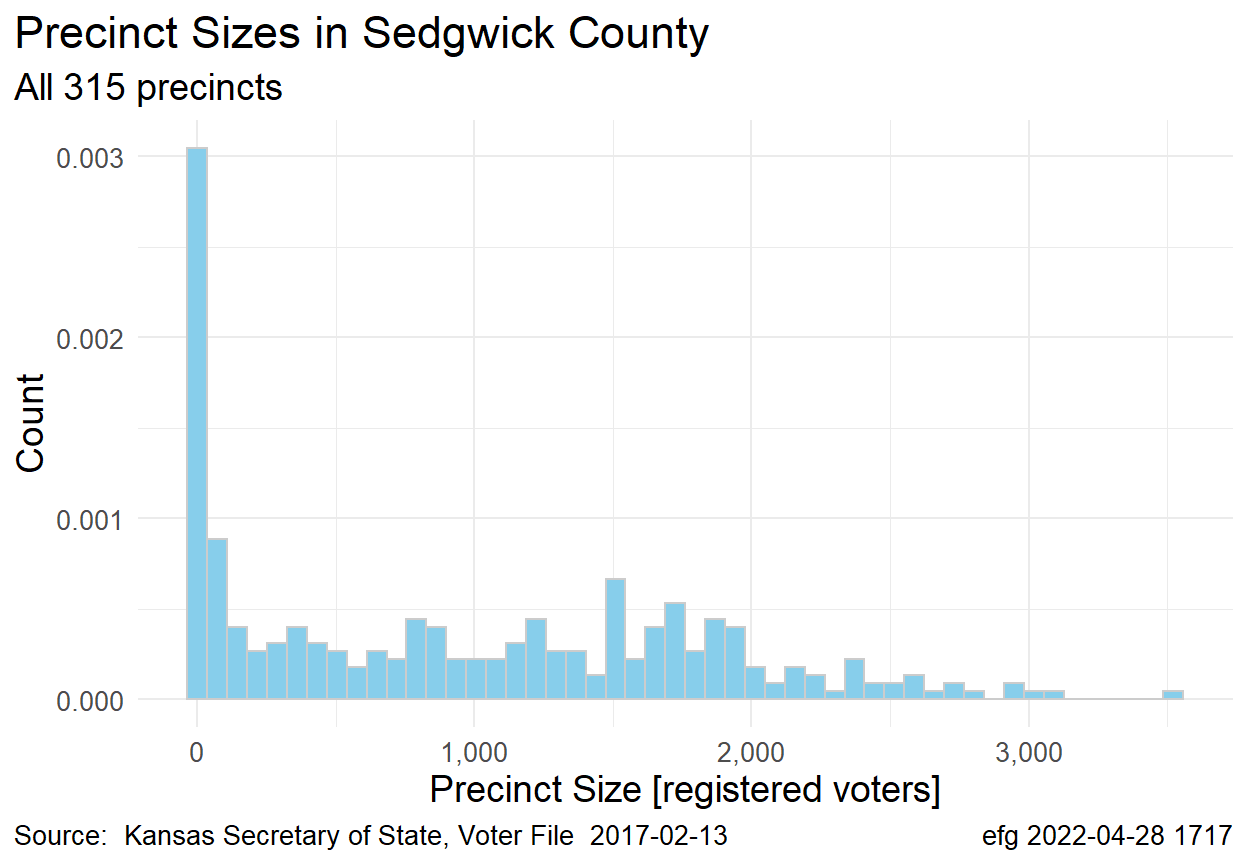 Precinct Sizes in Sedgwick County
All 315 precincts
0.003
0.002
0.001
0.000
Count
0 1,000 2,000 3,000
Precinct Size [registered voters]
Source:  Kansas Secretary of State, Voter File  2017-02-13
efg 2022-04-28 1717